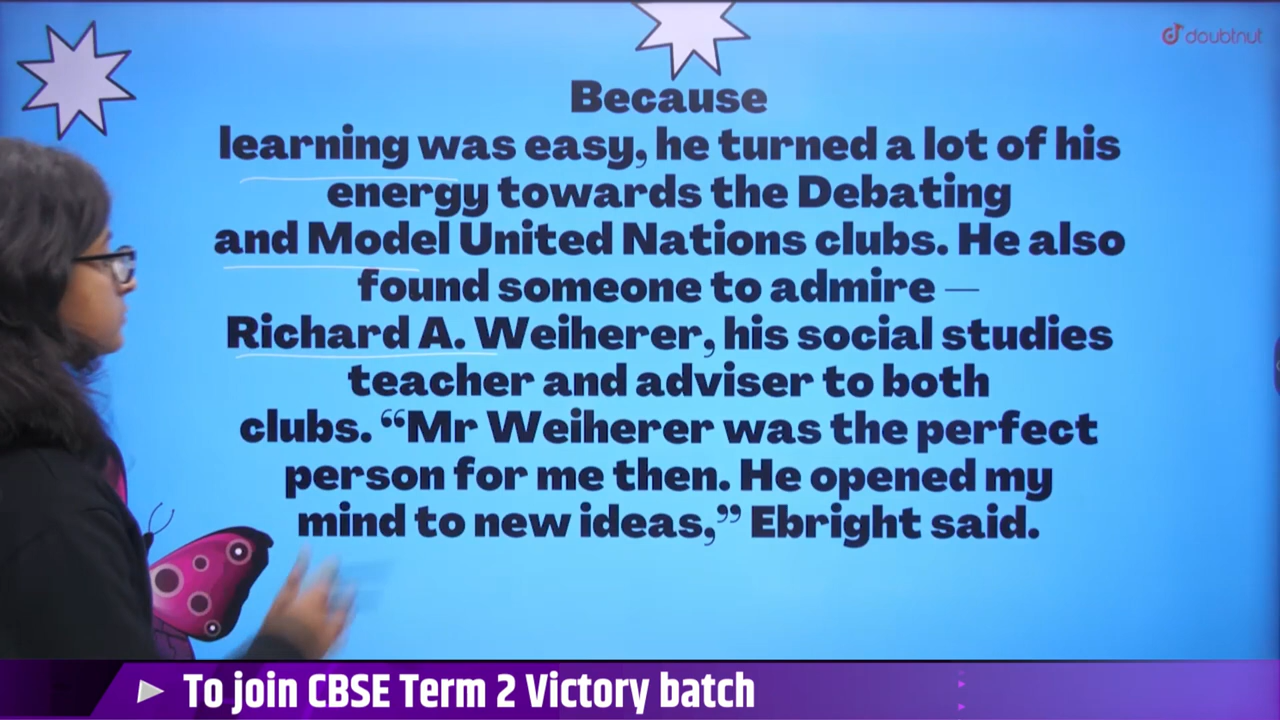 doubtnut
Because
learning was easy, he turned a lot of his
energy towards the Debating
and Model United Nations clubs. He also
found someone to admire —
Richard A. Weiherer, his social studies
teacher and adviser to both
clubs. “Mr Weiherer was the perfect
person for me then. He opened my
mind to new ideas,” Ebright said.
To join CBSE Term 2 Victory batch